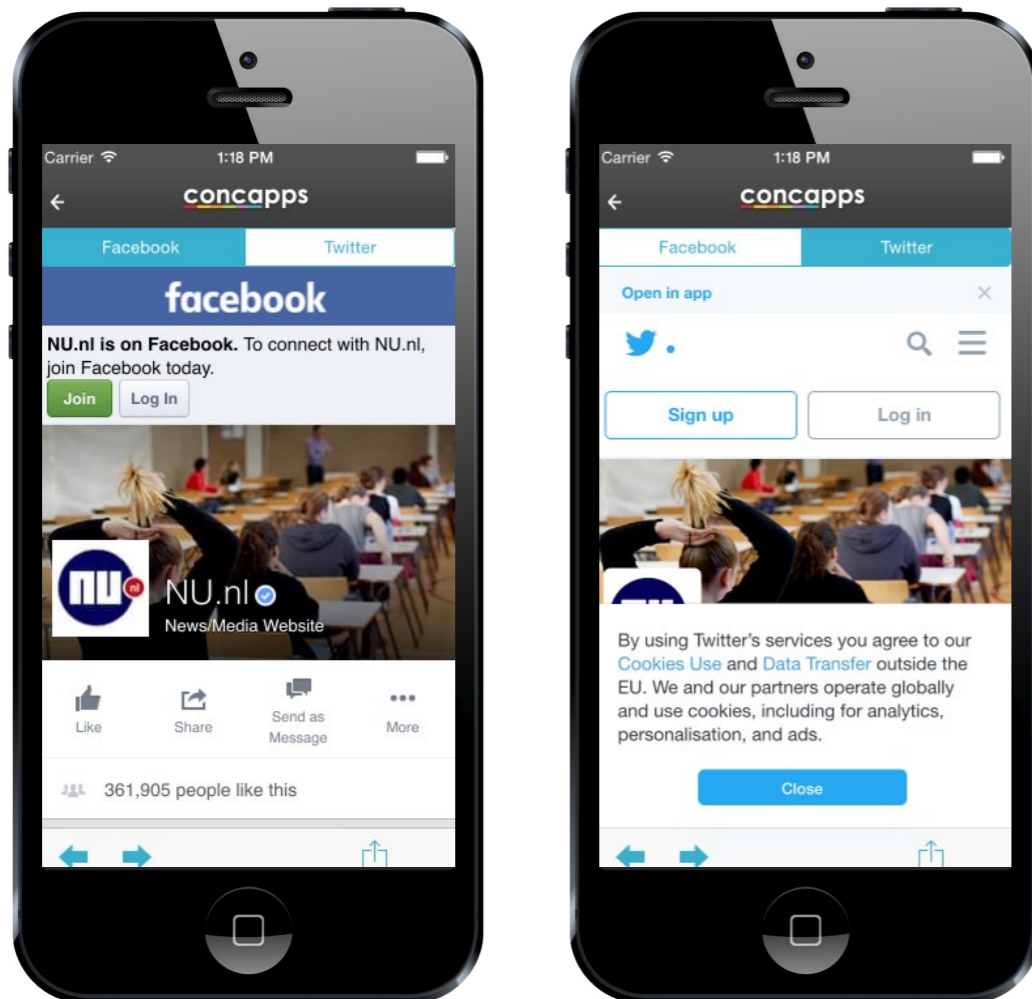 Carrier 1:18 PM
concapps
Facebook Twitter
facebook
NU.nl is on Facebook. To connect with NU.nl,
join Facebook today.
Join Log In
nu nl
NU.nl
News/Media Website
Like Share Send as
Message More
361,905 people like this
Carrier 1:18 PM
concapps
Facebook Twitter
Open in app
Sign up Log in
By using Twitter's services you agree to our
Cookies Use and Data Transfer outside the
EU. We and our partners operate globally
and use cookies, including for analytics,
personalisation, and ads.
Close